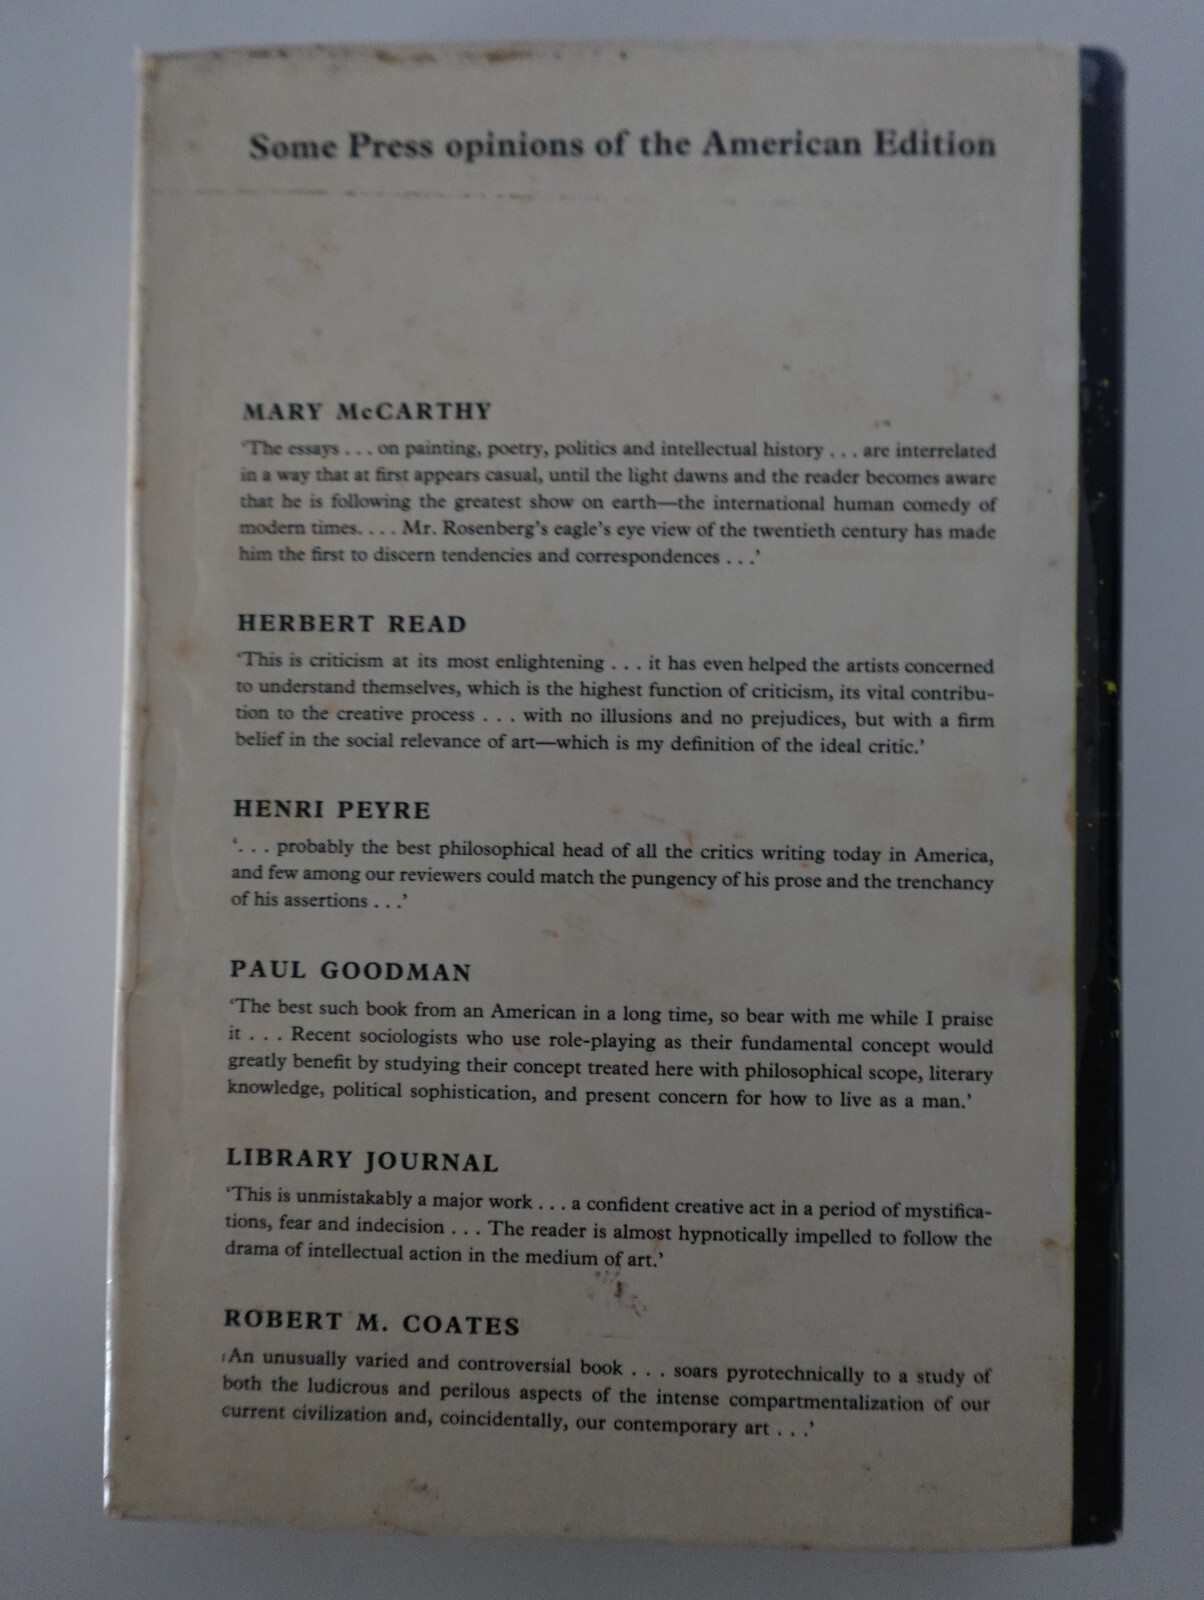 Some Press opinions of the American Edition
MARY McCARTHY
'The essays . . . on painting, poetry, politics and intellectual history . . . are interrelated
in a way that at first appears casual, until the light dawns and the reader becomes aware
that he is following the greatest show on earth—the international human comedy of
modern times. . . . Mr. Rosenberg's eagle's eye view of the twentieth century has made
him the first to discern tendencies and correspondences . . .'
HERBERT READ
'This is criticism at its most enlightening . . . it has even helped the artists concerned
to understand themselves, which is the highest function of criticism, its vital contribu-
tion to the creative process . . . with no illusions and no prejudices, but with a firm
belief in the social relevance of art—which is my definition of the ideal critic.'
HENRI PEYRE
'. . . probably the best philosophical head of all the critics writing today in America,
and few among our reviewers could match the pungency of his prose and the trenchancy
of his assertions . . .'
PAUL GOODMAN
'The best such book from an American in a long time, so bear with me while I praise
it . . . Recent sociologists who use role-playing as their fundamental concept would
greatly benefit by studying their concept treated here with philosophical scope, literary
knowledge, political sophistication, and present concern for how to live as a man.'
LIBRARY JOURNAL
'This is unmistakably a major work . . . a confident creative act in a period of mystifica-
tions, fear and indecision . . . The reader is almost hypnotically impelled to follow the
drama of intellectual action in the medium of art.'
ROBERT M. COATES
'An unusually varied and controversial book . . . soars pyrotechnically to a study of
both the ludicrous and perilous aspects of the intense compartmentalization of our
current civilization and, coincidentally, our contemporary art . . .'